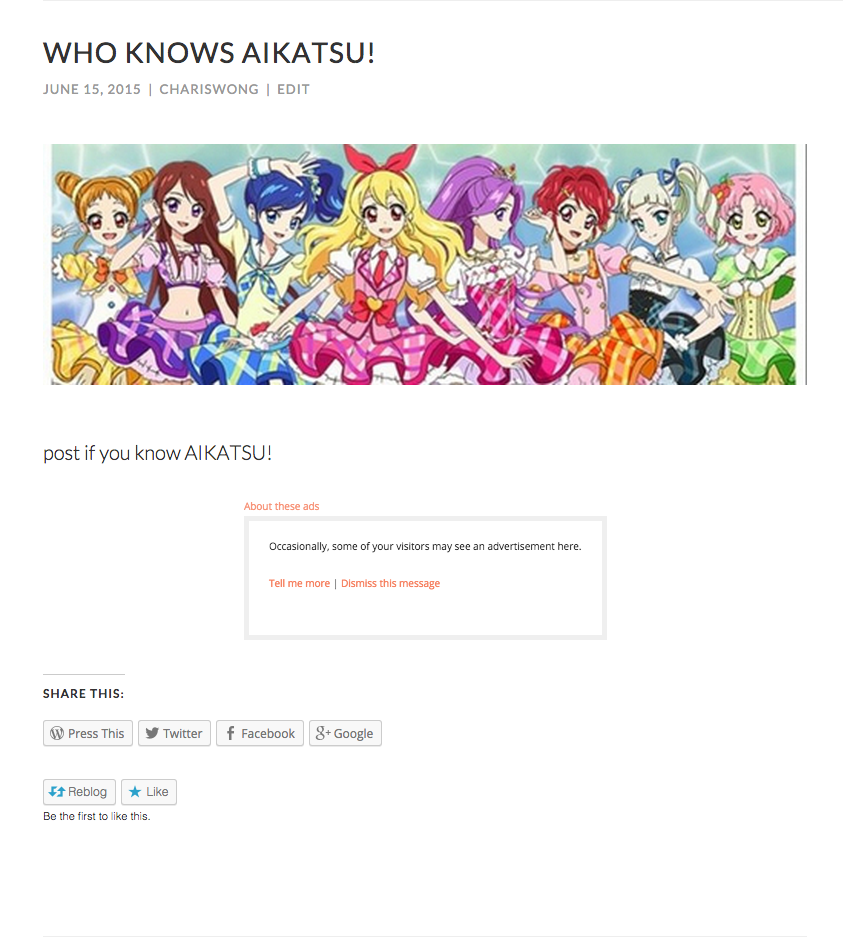 WHO KNOWS AIKATSU!
JUNE 15, 2015 | CHARISWONG | EDIT
post if you know AIKATSU!
About these ads
Occasionally, some of your visitors may see an advertisement here.
Tell me more | Dismiss this message
SHARE THIS:
Press This Twitter Facebook Google
Reblog Like
Be the first to like this.